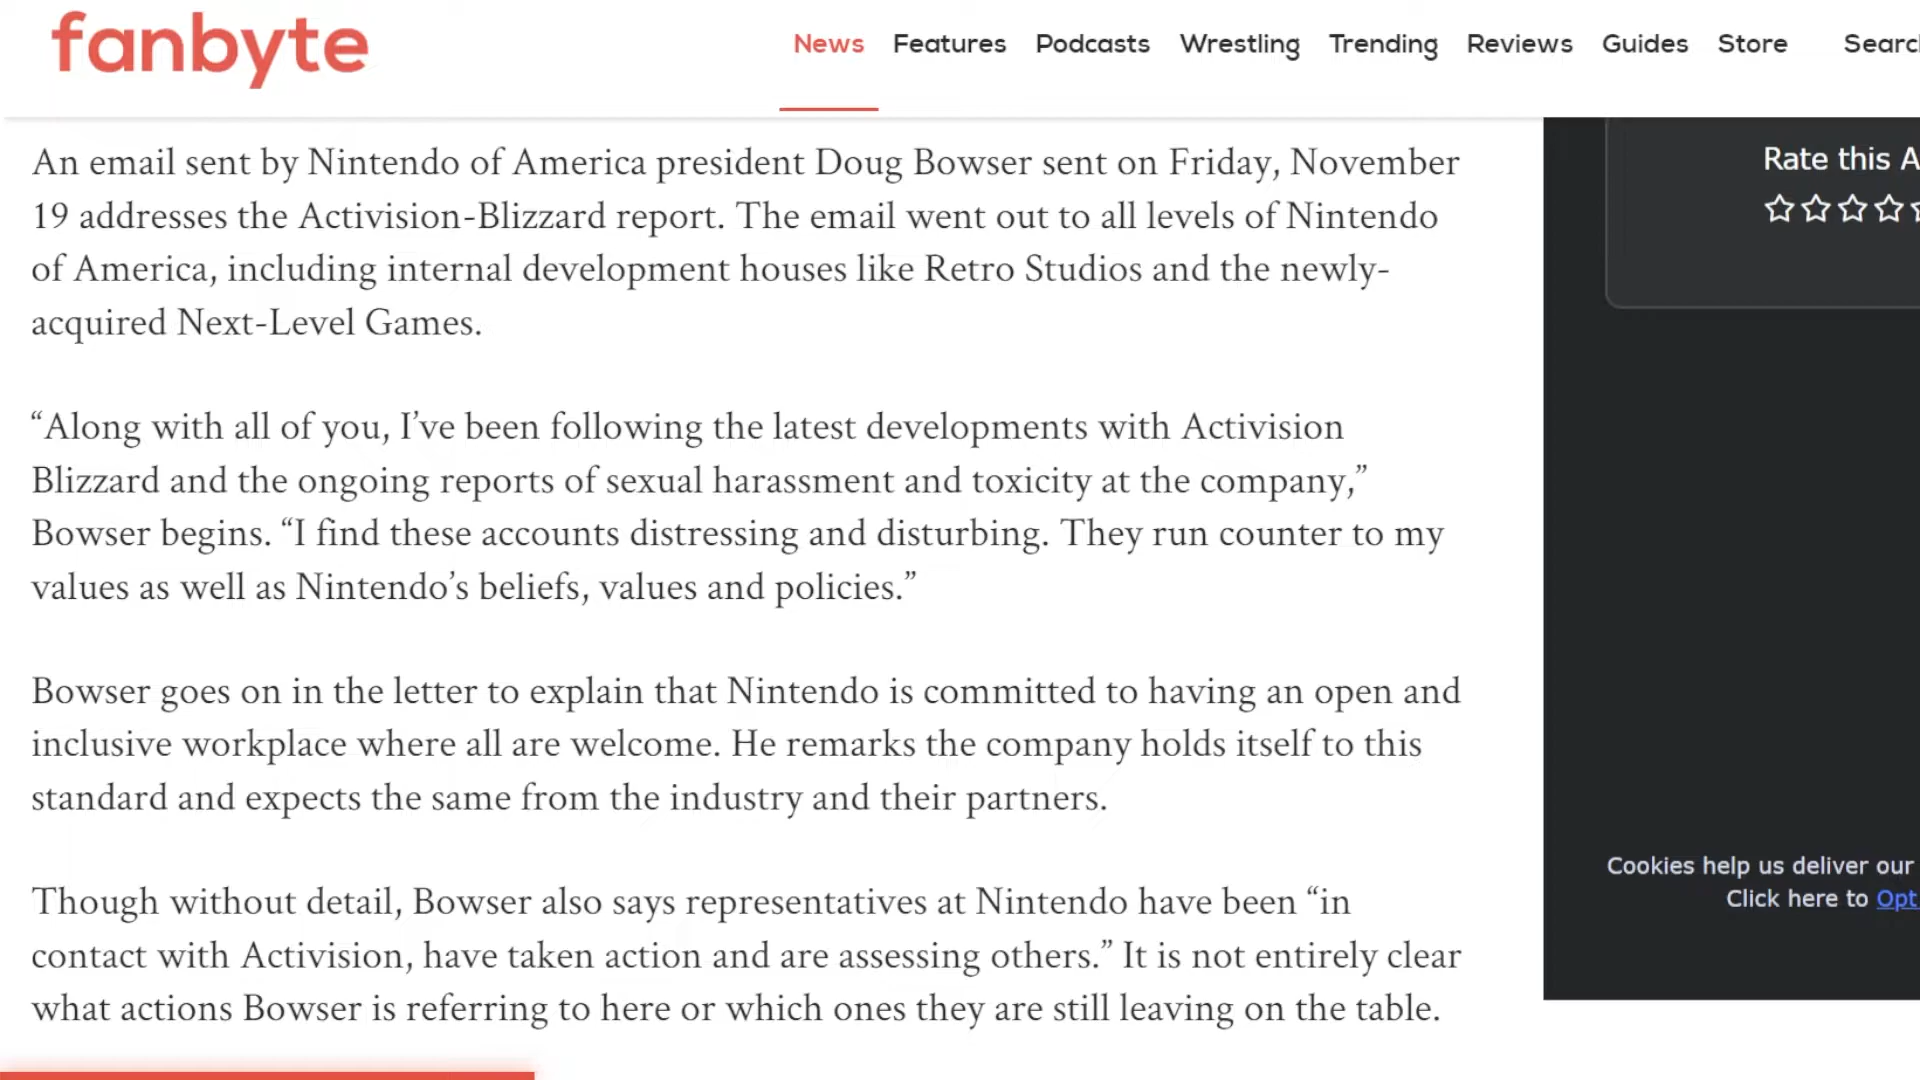 fanbyte
News Features Podcasts Wrestling Trending Reviews Guides Store
An email sent by Nintendo of America president Doug Bowser sent on Friday, November
19 addresses the Activision-Blizzard report. The email went out to all levels of Nintendo
of America, including internal development houses like Retro Studios and the newly-
acquired Next-Level Games.
“Along with all of you, I’ve been following the latest developments with Activision
Blizzard and the ongoing reports of sexual harassment and toxicity at the company,”
Bowser begins. “I find these accounts distressing and disturbing. They run counter to my
values as well as Nintendo’s beliefs, values and policies.”
Bowser goes on in the letter to explain that Nintendo is committed to having an open and
inclusive workplace where all are welcome. He remarks the company holds itself to this
standard and expects the same from the industry and their partners.
Though without detail, Bowser also says representatives at Nintendo have been “in
contact with Activision, have taken action and are assessing others.” It is not entirely clear
what actions Bowser is referring to here or which ones they are still leaving on the table.
Rate this
Cookies help us deliver our
Click here to Opt